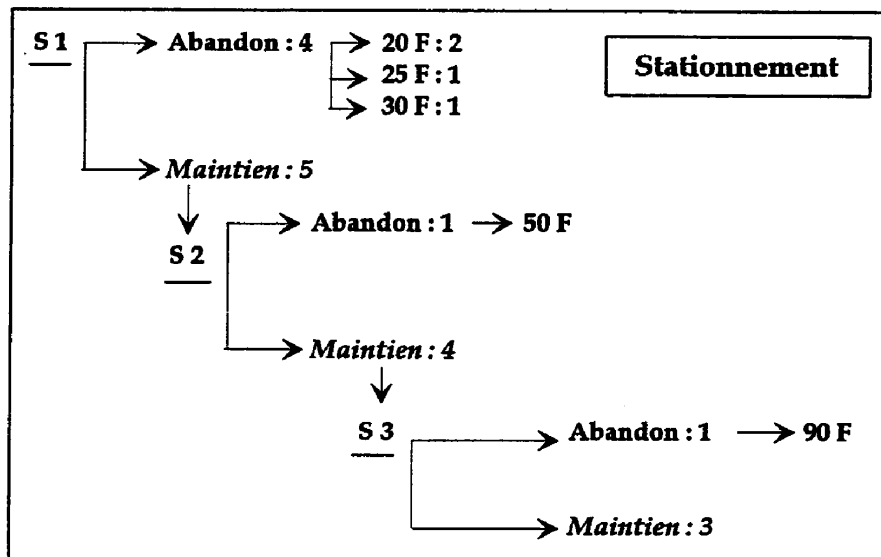 S 1
Abandon : 4
20 F : 2
25 F : 1
30 F : 1
Stationnement
Maintien : 5
S 2
Abandon : 1
50 F
Maintien : 4
S 3
Abandon : 1
90 F
Maintien : 3